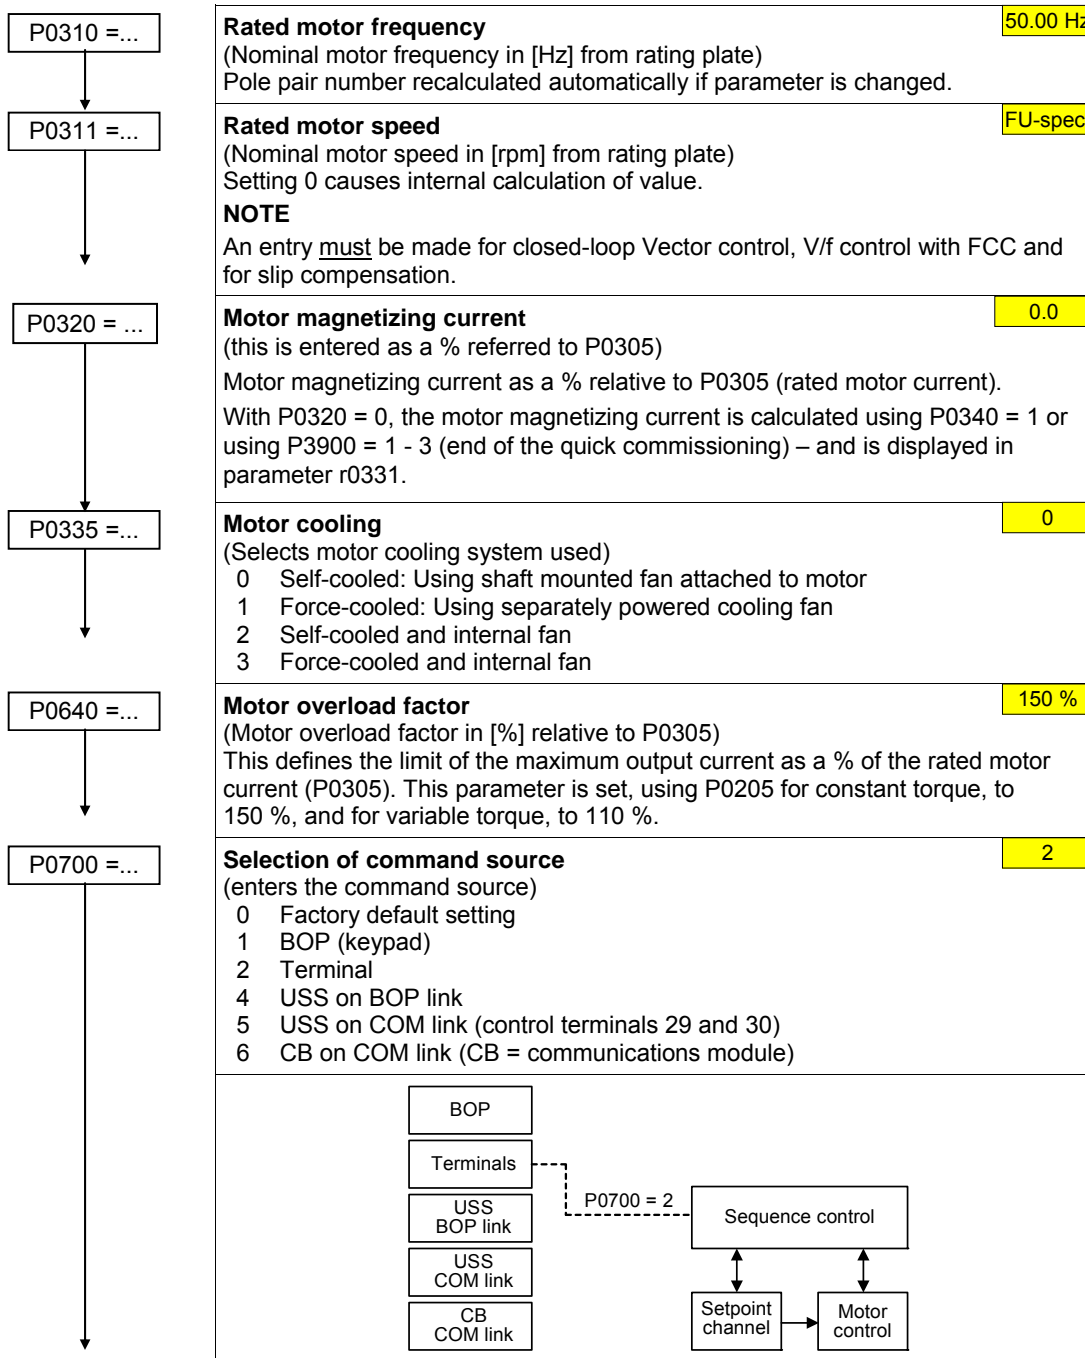 P0310 =...
Rated motor frequency
50.00 Hz
(Nominal motor frequency in [Hz] from rating plate)
Pole pair number recalculated automatically if parameter is changed.
P0311 =...
Rated motor speed
FU-spec
(Nominal motor speed in [rpm] from rating plate)
Setting 0 causes internal calculation of value.
NOTE
An entry must be made for closed-loop Vector control, V/f control with FCC and
for slip compensation.
P0320 = ...
Motor magnetizing current
0.0
(this is entered as a % referred to P0305)
Motor magnetizing current as a % relative to P0305 (rated motor current).
With P0320 = 0, the motor magnetizing current is calculated using P0340 = 1 or
using P3900 = 1 - 3 (end of the quick commissioning) – and is displayed in
parameter r0331.
P0335 =...
Motor cooling
0
(Selects motor cooling system used)
0 Self-cooled: Using shaft mounted fan attached to motor
1 Force-cooled: Using separately powered cooling fan
2 Self-cooled and internal fan
3 Force-cooled and internal fan
P0640 =...
Motor overload factor
150 %
(Motor overload factor in [%] relative to P0305)
This defines the limit of the maximum output current as a % of the rated motor
current (P0305). This parameter is set, using P0205 for constant torque, to
150 %, and for variable torque, to 110 %.
P0700 =...
Selection of command source
2
(enters the command source)
0 Factory default setting
1 BOP (keypad)
2 Terminal
4 USS on BOP link
5 USS on COM link (control terminals 29 and 30)
6 CB on COM link (CB = communications module)
BOP
Terminals
USS
BOP link
USS
COM link
CB
COM link
P0700 = 2
Sequence control
Setpoint
channel
Motor
control